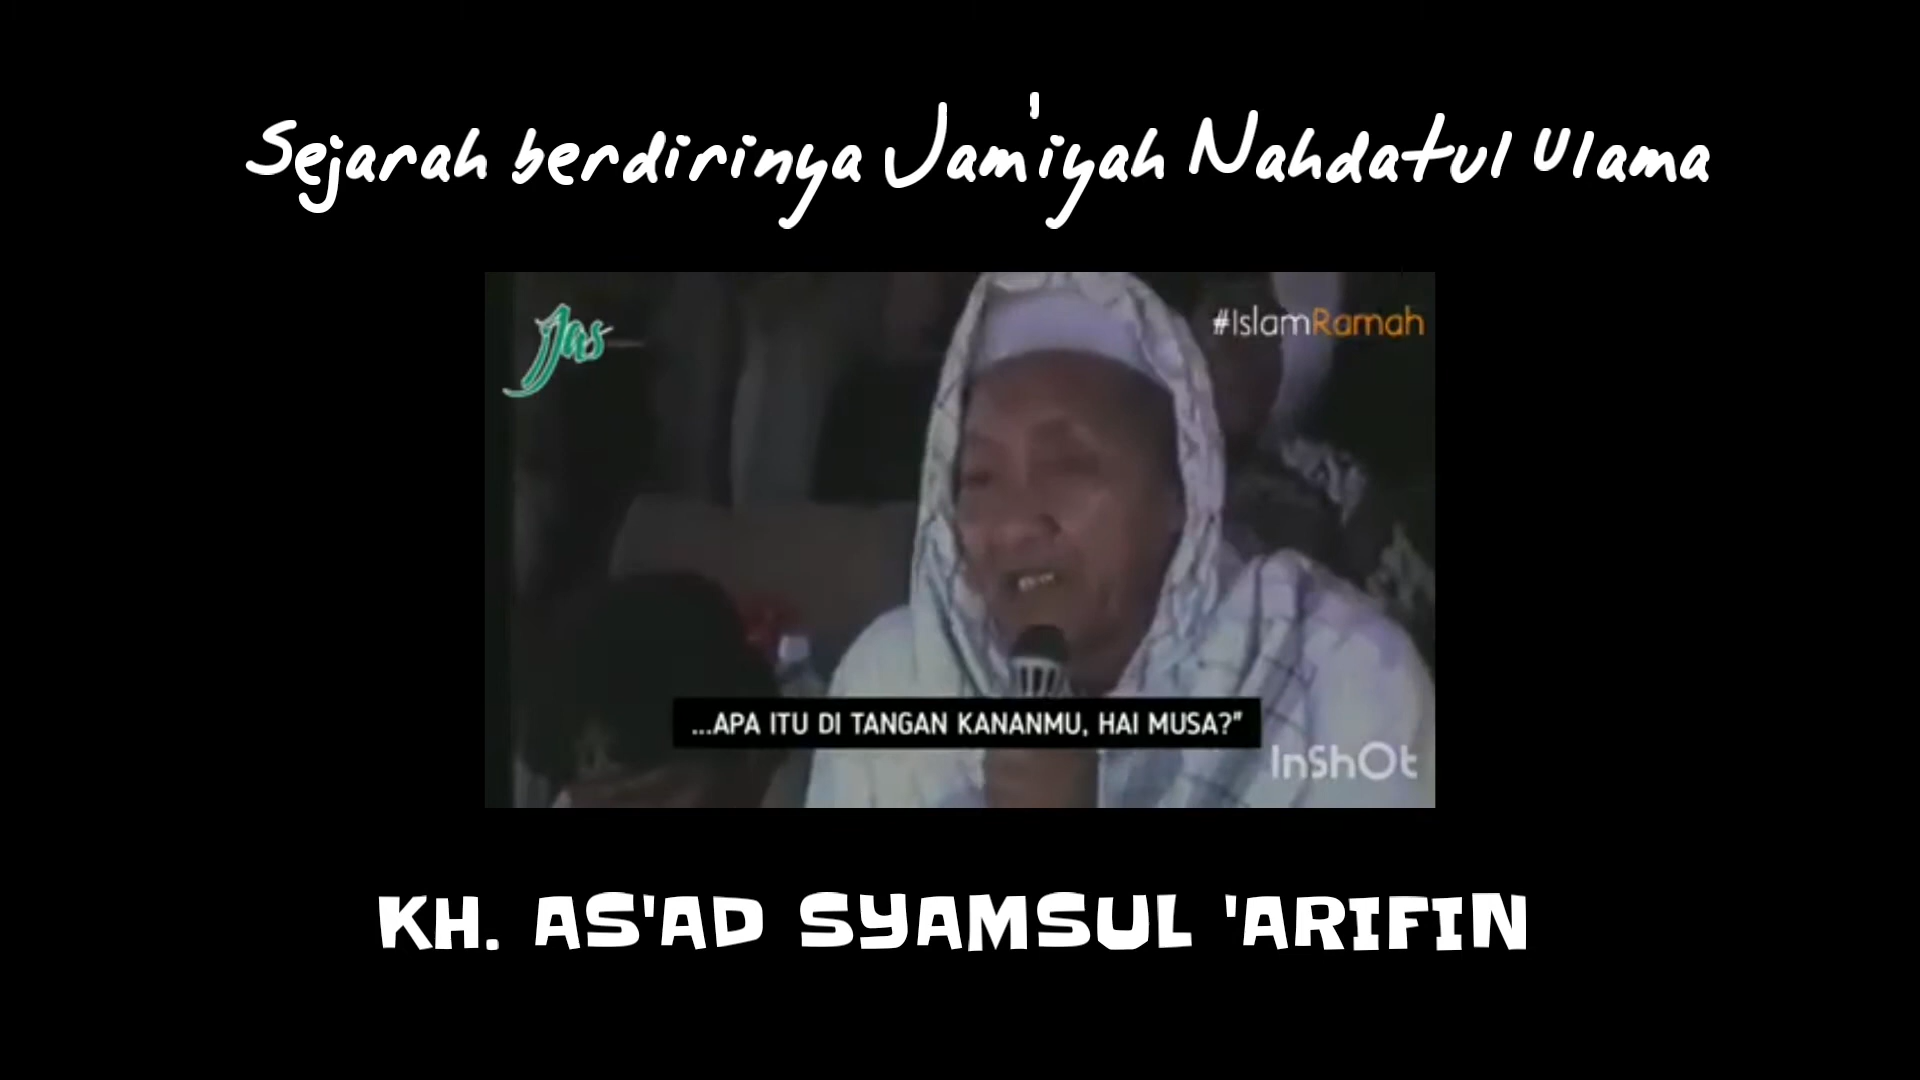 Sejarah berdirinya Jam'iyah Nahdatul Ulama
Jas
#IslamRamah
...APA ITU DI TANGAN KANANMU, HAI MUSA?"
InShOt
KH. AS'AD SYAMSUL 'ARIFIN